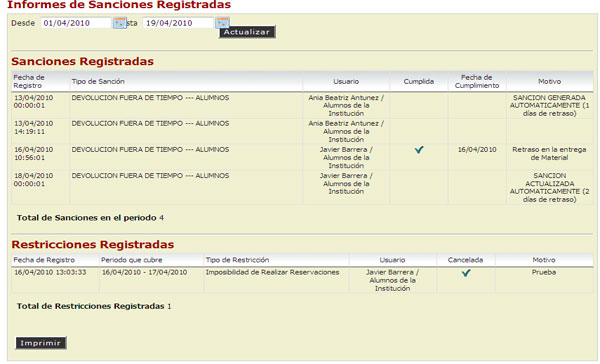 Informes de Sanciones Registradas
Desde 01/04/2010 sta 19/04/2010
Actualizar
Sanciones Registradas
Fecha de Registro Tipo de Sanción Usuario Cumplida Fecha de Cumplimiento Motivo
13/04/2010 00:00:01 DEVOLUCION FUERA DE TIEMPO --- ALUMNOS Ania Beatriz Antunez / Alumnos de la Institución SANCION GENERADA AUTOMATICAMENTE (1 días de retraso)
13/04/2010 14:19:11 DEVOLUCION FUERA DE TIEMPO --- ALUMNOS Ania Beatriz Antunez / Alumnos de la Institución
16/04/2010 10:56:01 DEVOLUCION FUERA DE TIEMPO --- ALUMNOS Javier Barrera / Alumnos de la Institución 16/04/2010 Retraso en la entrega de Material
18/04/2010 00:00:01 DEVOLUCION FUERA DE TIEMPO --- ALUMNOS Javier Barrera / Alumnos de la Institución SANCION ACTUALIZADA AUTOMATICAMENTE (2 días de retraso)
Total de Sanciones en el periodo 4
Restricciones Registradas
Fecha de Registro Periodo que cubre Tipo de Restricción Usuario Cancelada Motivo
16/04/2010 13:03:33 16/04/2010 - 17/04/2010 Imposibilidad de Realizar Reservaciones Javier Barrera / Alumnos de la Institución Prueba
Total de Restricciones Registradas 1
Imprimir